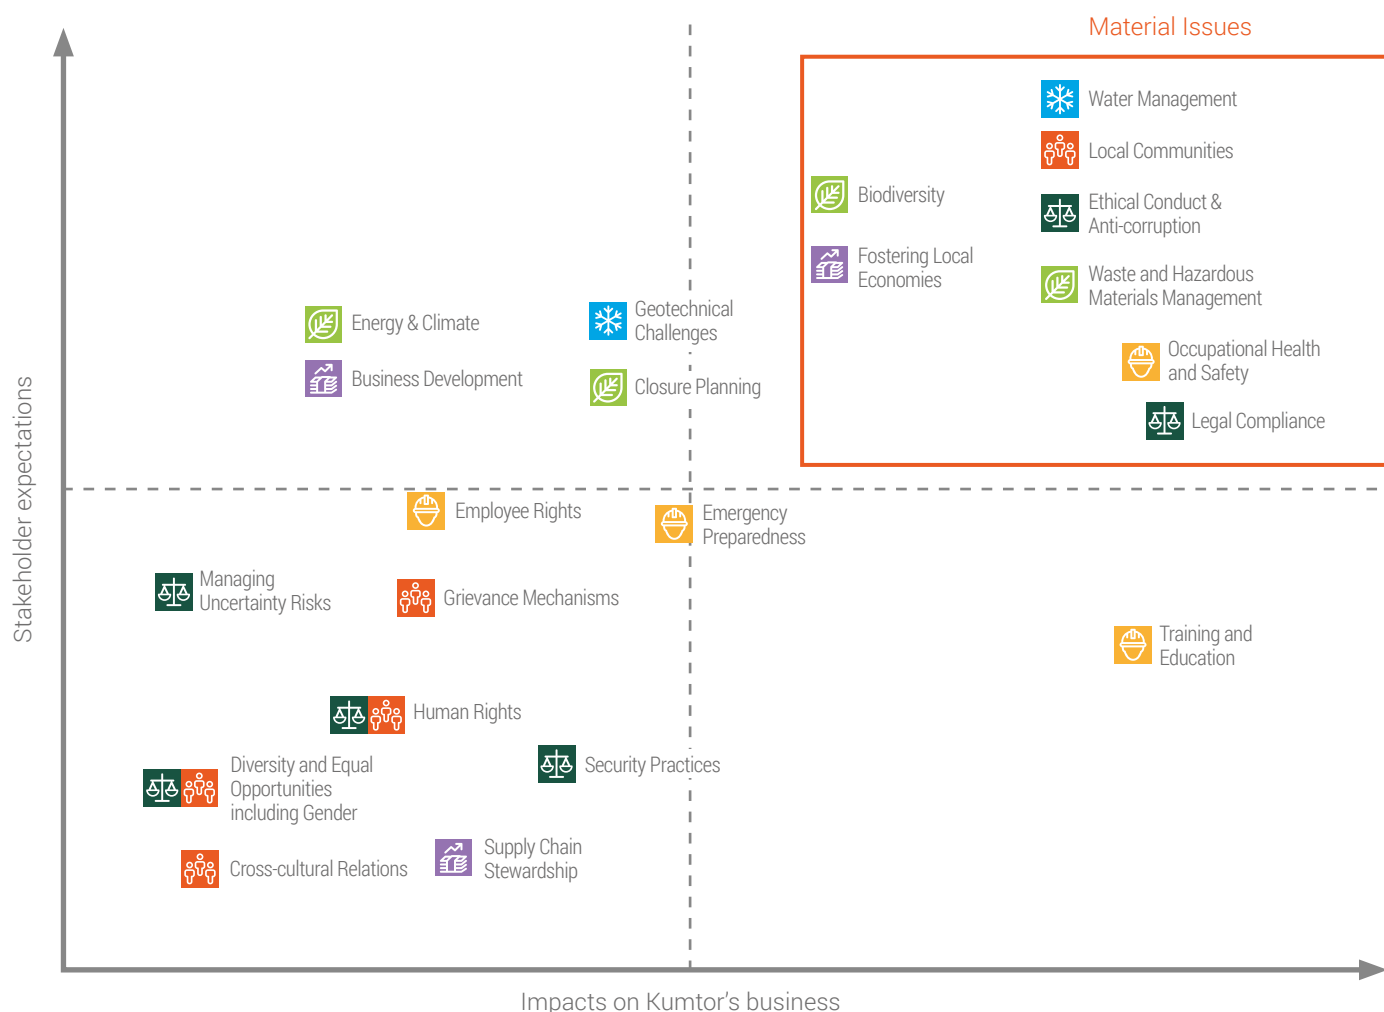 Material Issues
Water Management
Local Communities
Biodiversity
Ethical Conduct &
Anti-corruption
Fostering Local
Economies
Waste and Hazardous
Materials Management
Energy & Climate
Geotechnical
Challenges
Occupational Health
and Safety
Business Development
Closure Planning
Legal Compliance
Stakeholder expectations
Employee Rights
Emergency
Preparedness
Managing
Uncertainty Risks
Grievance Mechanisms
Training and
Education
Human Rights
Diversity and Equal
Opportunities
including Gender
Security Practices
Cross-cultural Relations
Supply Chain
Stewardship
Impacts on Kumtor's business